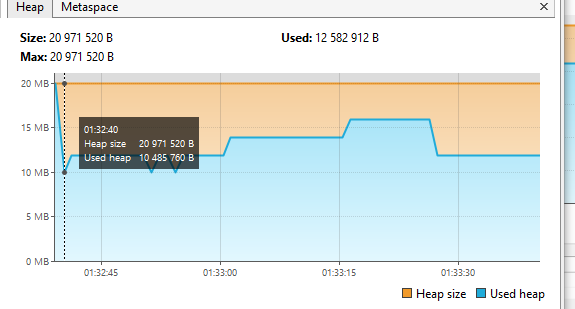 Heap Metaspace ×
Size: 20 971 520 B Used: 12 582 912 B
Max: 20 971 520 B
20 MB
15 MB
10 MB
5 MB
0 MB
01:32:40
Heap size 20 971 520 B
Used heap 10 485 760 B
01:32:45 01:33:00 01:33:15 01:33:30
Heap size Used heap